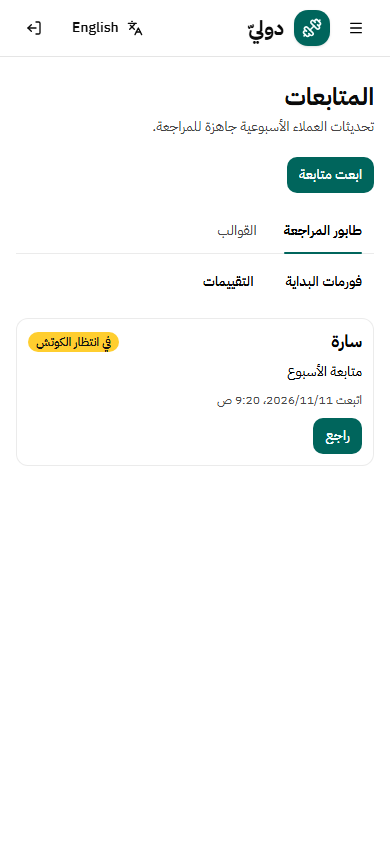 دوليّ
English
المتابعات
تحديثات العملاء الأسبوعية جاهزة للمراجعة.
ابعت متابعة
طابور المراجعة القوالب
فورمات البداية التقييمات
سارة في انتظار الكوتش
متابعة الأسبوع
اتبعت 2026/11/11، 9:20 ص
راجع